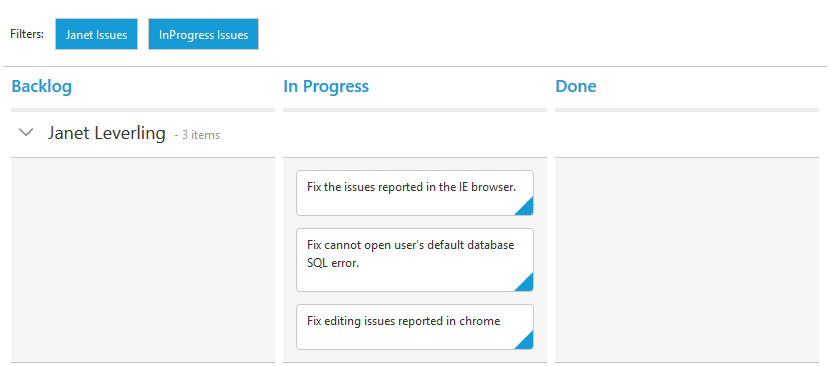 Filters: Janet Issues InProgress Issues
Backlog In Progress Done
Janet Leverling - 3 items
Fix the issues reported in the IE browser.
Fix cannot open user's default database
SQL error.
Fix editing issues reported in chrome